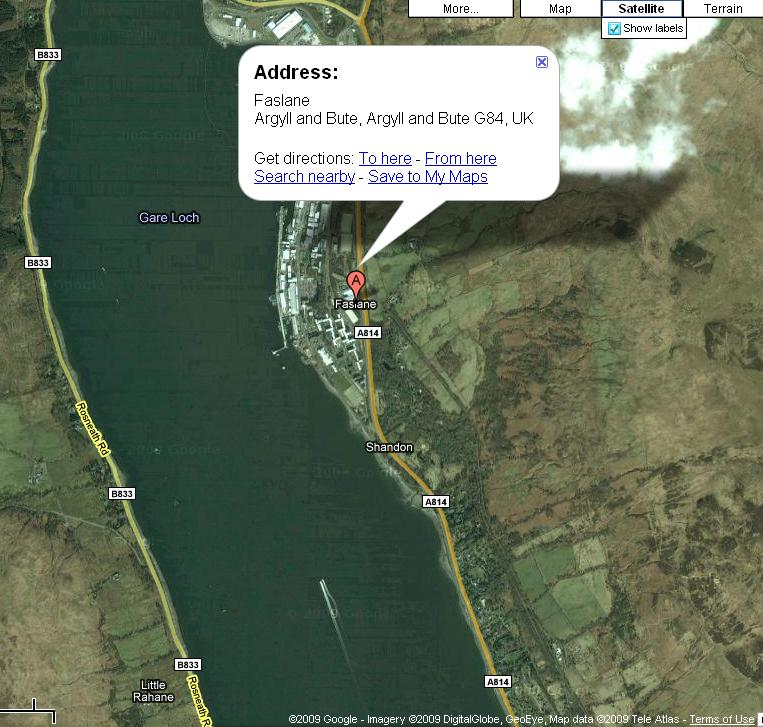 More...
Map
Satellite
Terrain
Show labels
B833
Address:
Faslane
Argyll and Bute, Argyll and Bute G84, UK
Get directions: To here - From here
Search nearby - Save to My Maps
Gare Loch
B833
A
Faslane
A814
Rosneath Rd
Shandon
B833
A814
© 2009 Google
B833
A814
Little
Rahane
Rosneath R
©2009 Google - Imagery ©2009 DigitalGlobe, GeoEye, Map data ©2009 Tele Atlas - Terms of Use